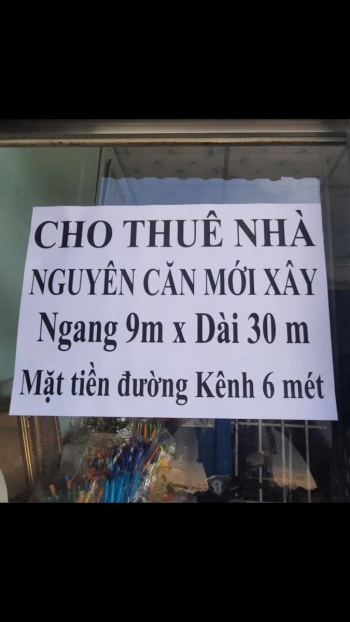 CHO THUÊ NHÀ
NGUYÊN CĂN MỚI XÂY
Ngang 9m x Dài 30 m
Mặt tiền đường Kênh 6 mét